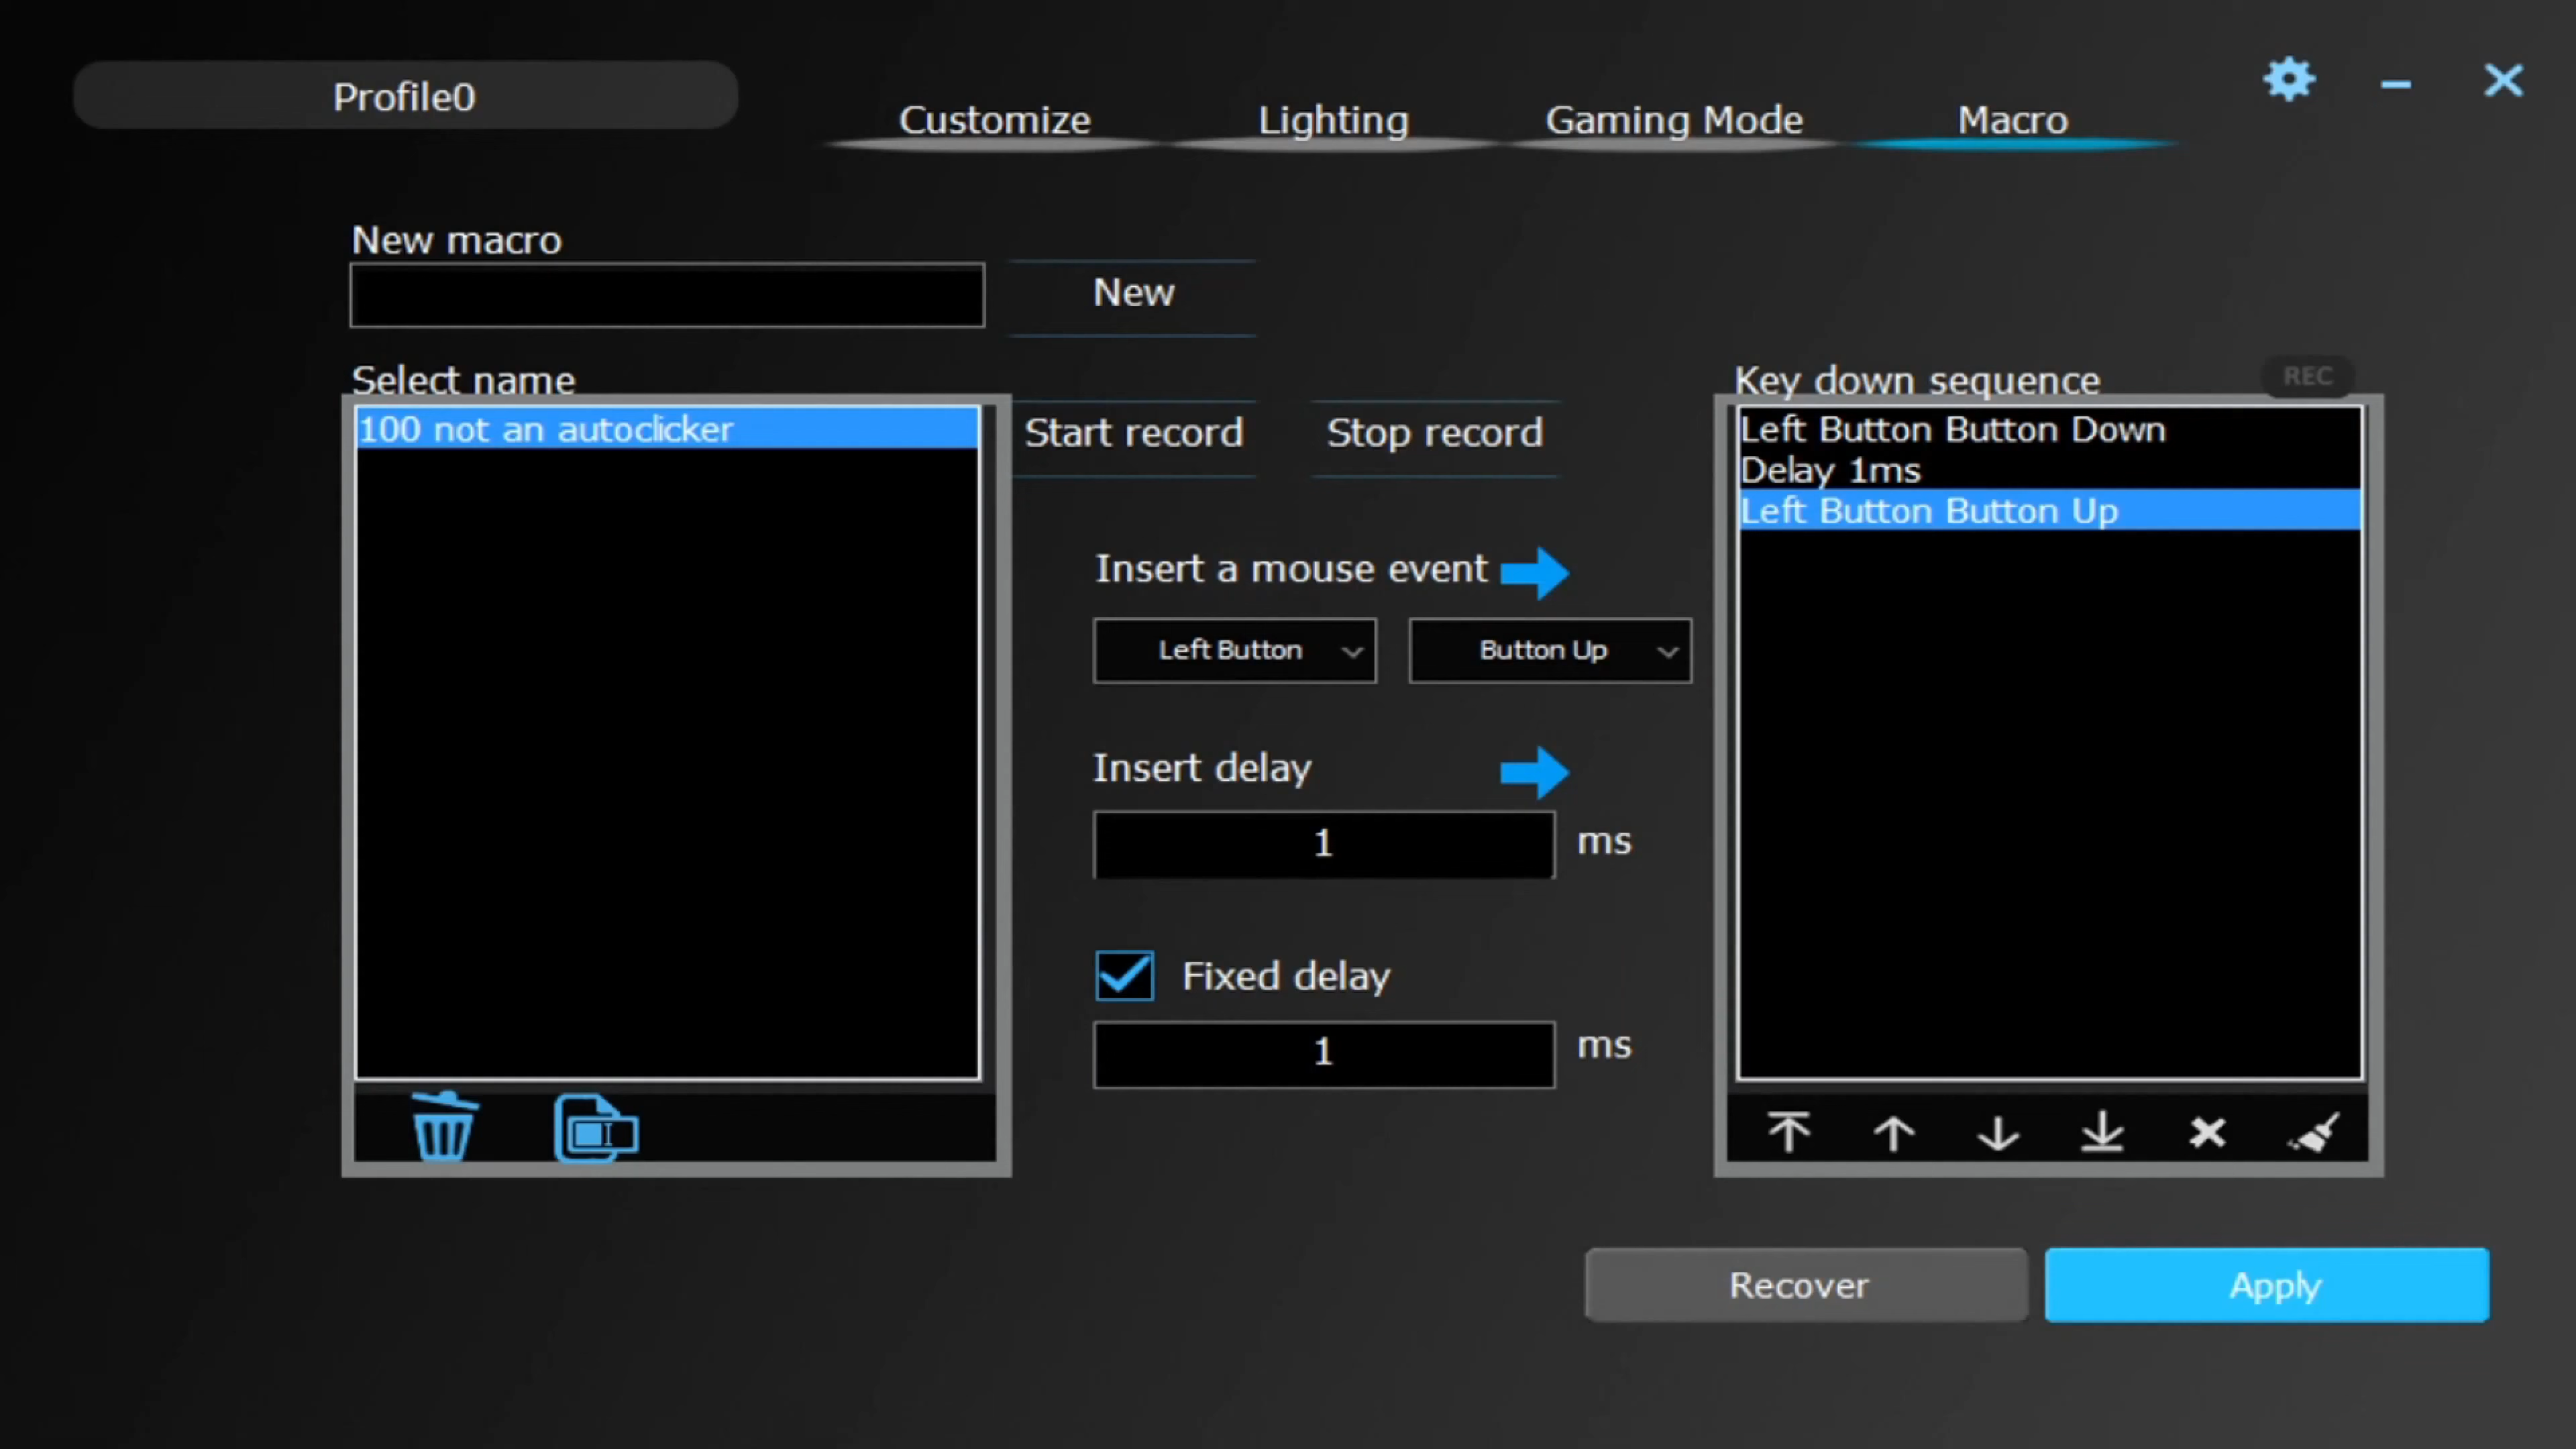 Profile0
Customize
Lighting
Gaming Mode
Macro
New macro
New
Select name
100 not an autoclicker
Start record
Stop record
Insert a mouse event
Left Button
Button Up
Insert delay
1
ms
Fixed delay
1
ms
Key down sequence
REC
Left Button Button Down
Delay 1ms
Left Button Button Up
Recover
Apply